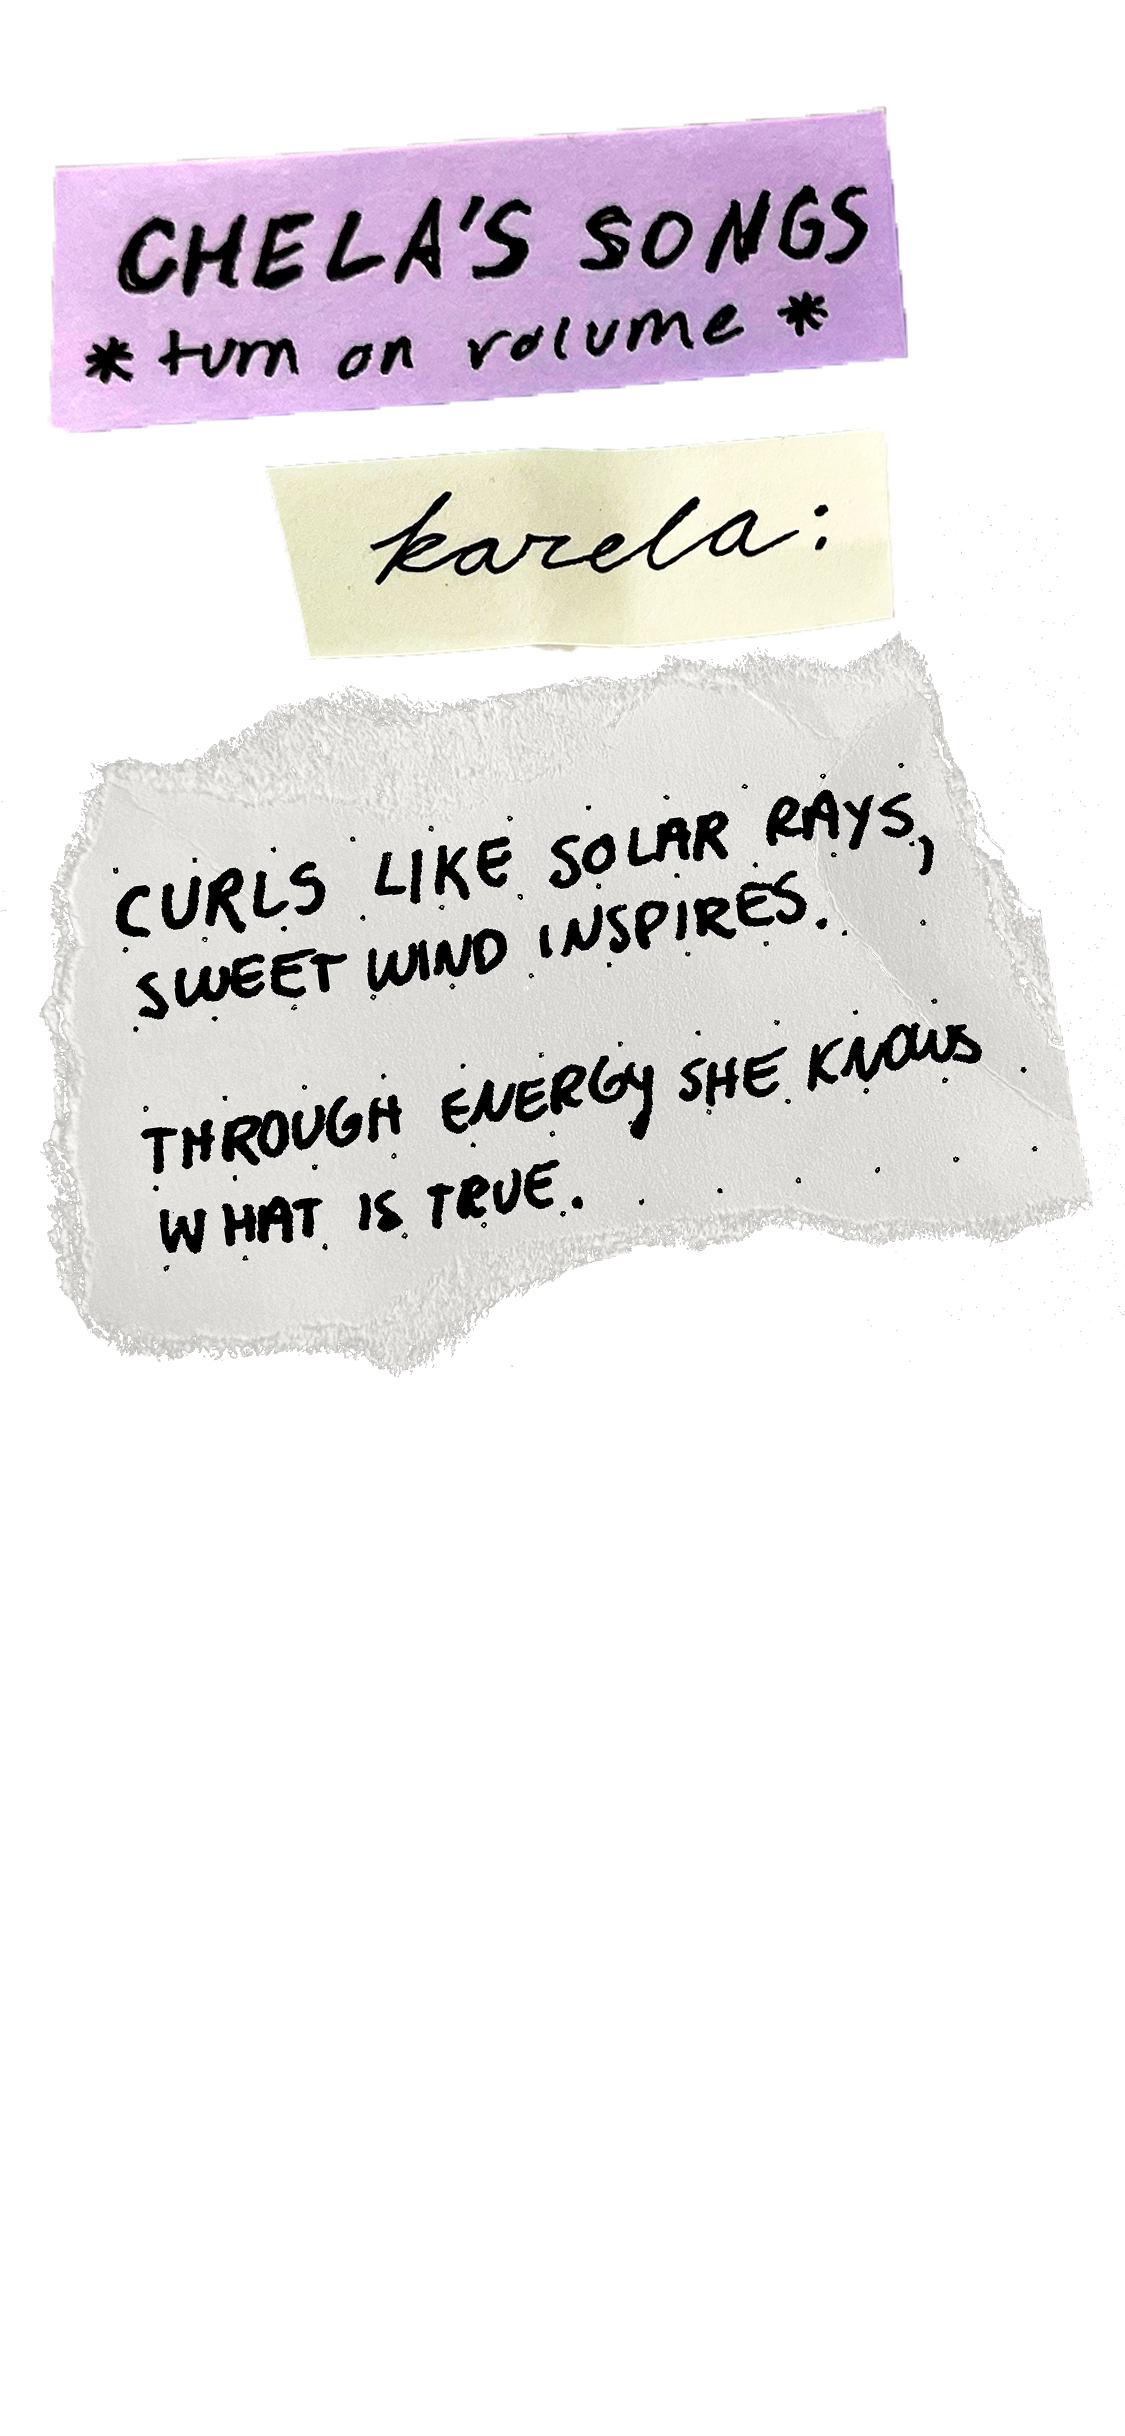 CHELA'S SONGS
* turn on volume *
karela:
CURLS LIKE SOLAR RAYS,
SWEET WIND INSPIRES.
THROUGH ENERGY SHE KNOWS
WHAT IS TRUE.